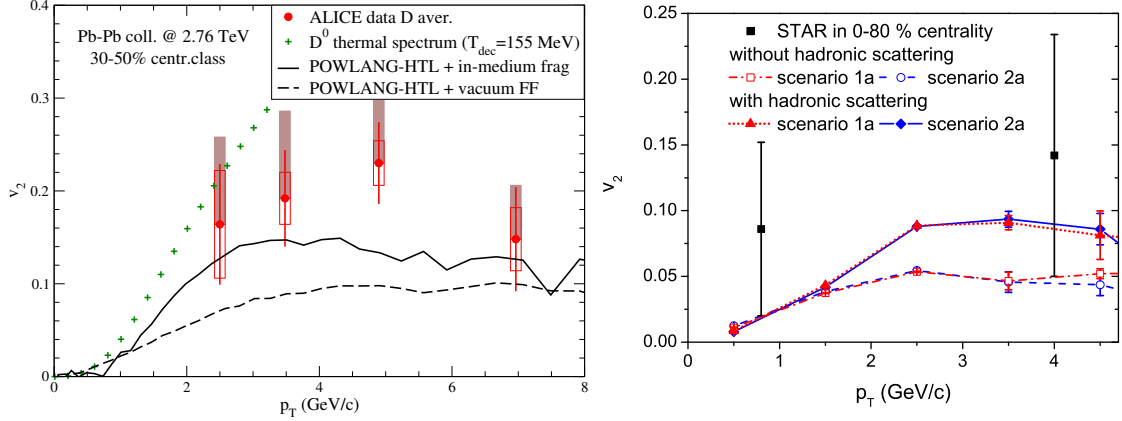 0.4
0.3
0.2
0.1
0
v2
Pb-Pb coll. @ 2.76 TeV
30-50% centr.class
ALICE data D aver.
D0 thermal spectrum (Tdec=155 MeV)
POWLANG-HTL + in-medium frag
POWLANG-HTL + vacuum FF
0 2 4 6 8
pT (GeV/c)
0.25
0.20
0.15
0.10
0.05
0.00
v2
STAR in 0-80 % centrality
without hadronic scattering
scenario 1a scenario 2a
with hadronic scattering
scenario 1a scenario 2a
0 1 2 3 4
pT (GeV/c)